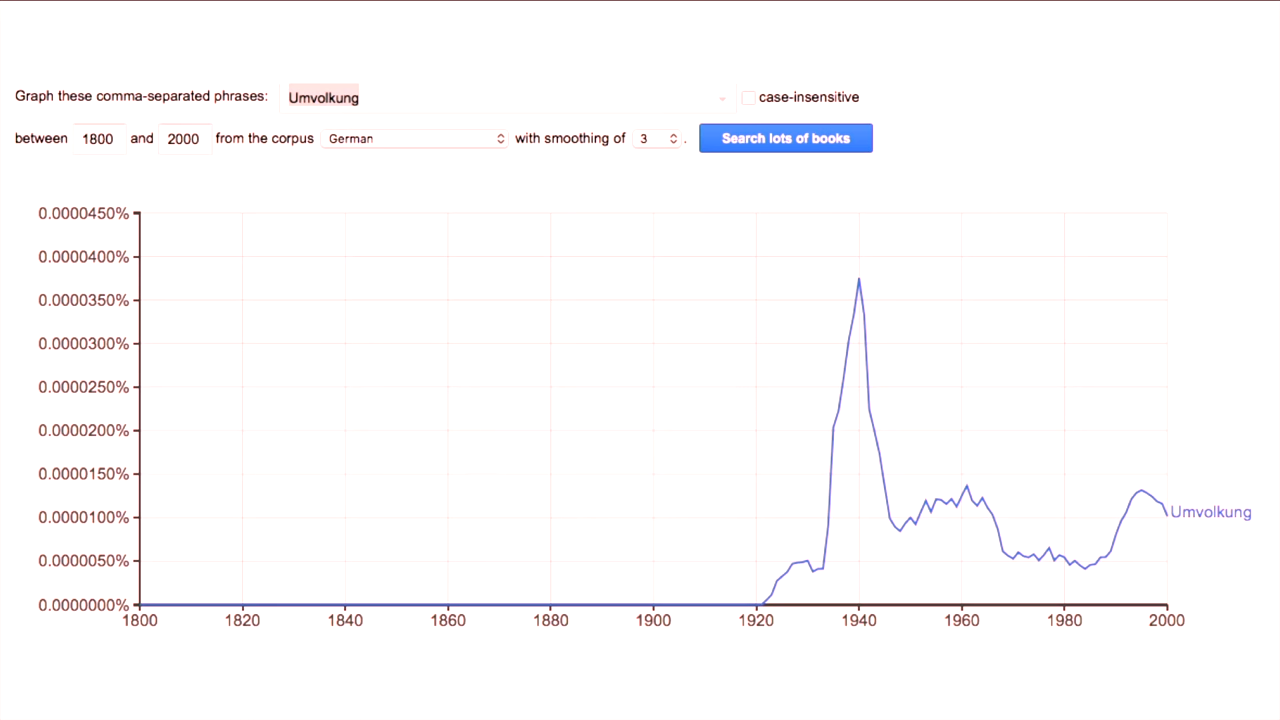 Graph these comma-separated phrases: Umvolkung case-insensitive
between 1800 and 2000 from the corpus German with smoothing of 3 . Search lots of books
0.0000450%
0.0000400%
0.0000350%
0.0000300%
0.0000250%
0.0000200%
0.0000150%
0.0000100%
Umvolkung
0.0000050%
0.0000000%
1800 1820 1840 1860 1880 1900 1920 1940 1960 1980 2000